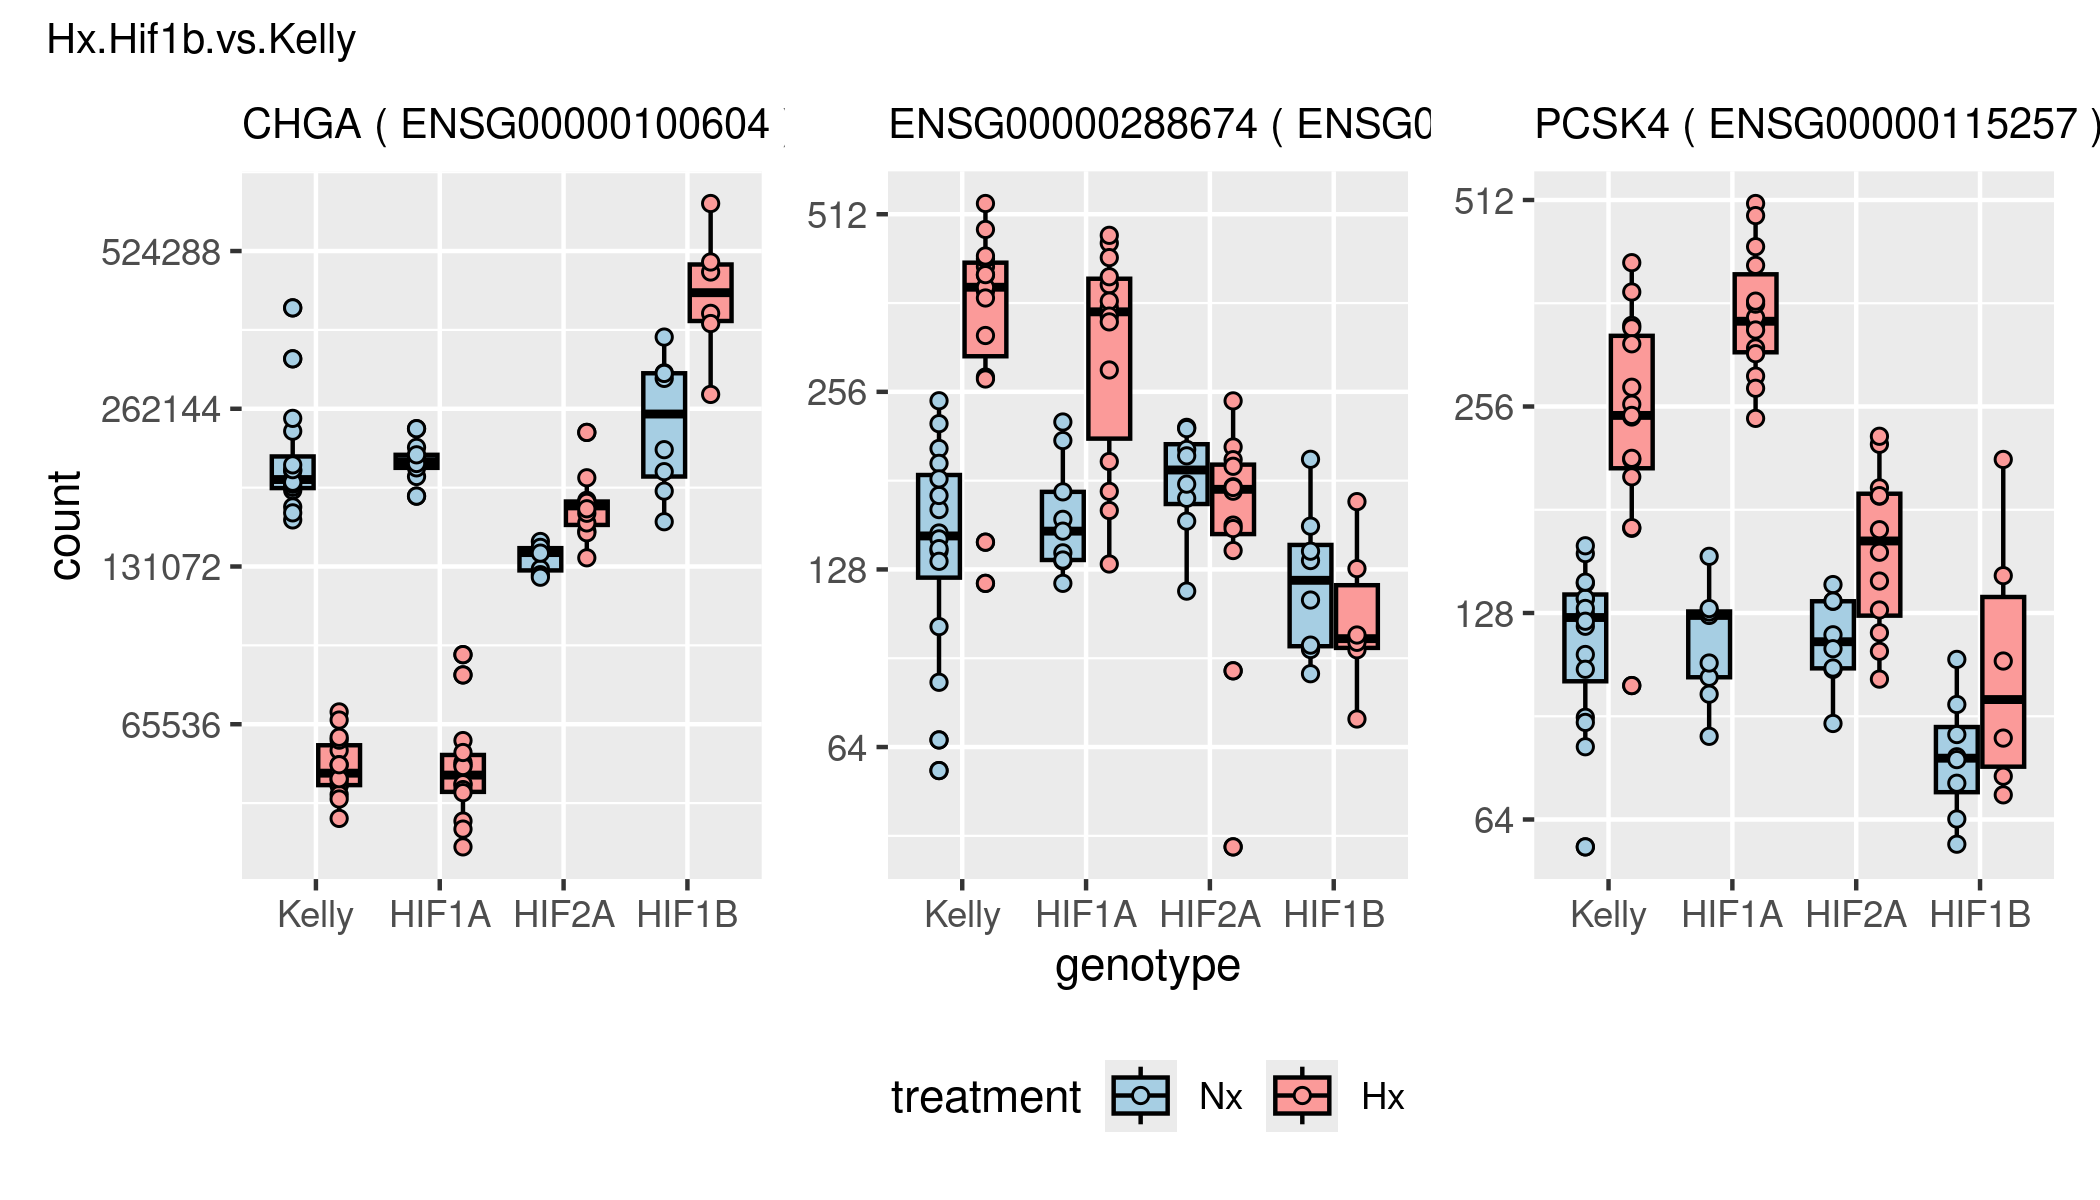 Hx.Hif1b.vs.Kelly
CHGA ( ENSG00000100604
ENSG00000288674 ( ENSG0
PCSK4 ( ENSG00000115257 )
count
524288
262144
131072
65536
Kelly HIF1A HIF2A HIF1B
512
256
128
64
Kelly HIF1A HIF2A HIF1B
512
256
128
64
Kelly HIF1A HIF2A HIF1B
genotype
treatment Nx Hx